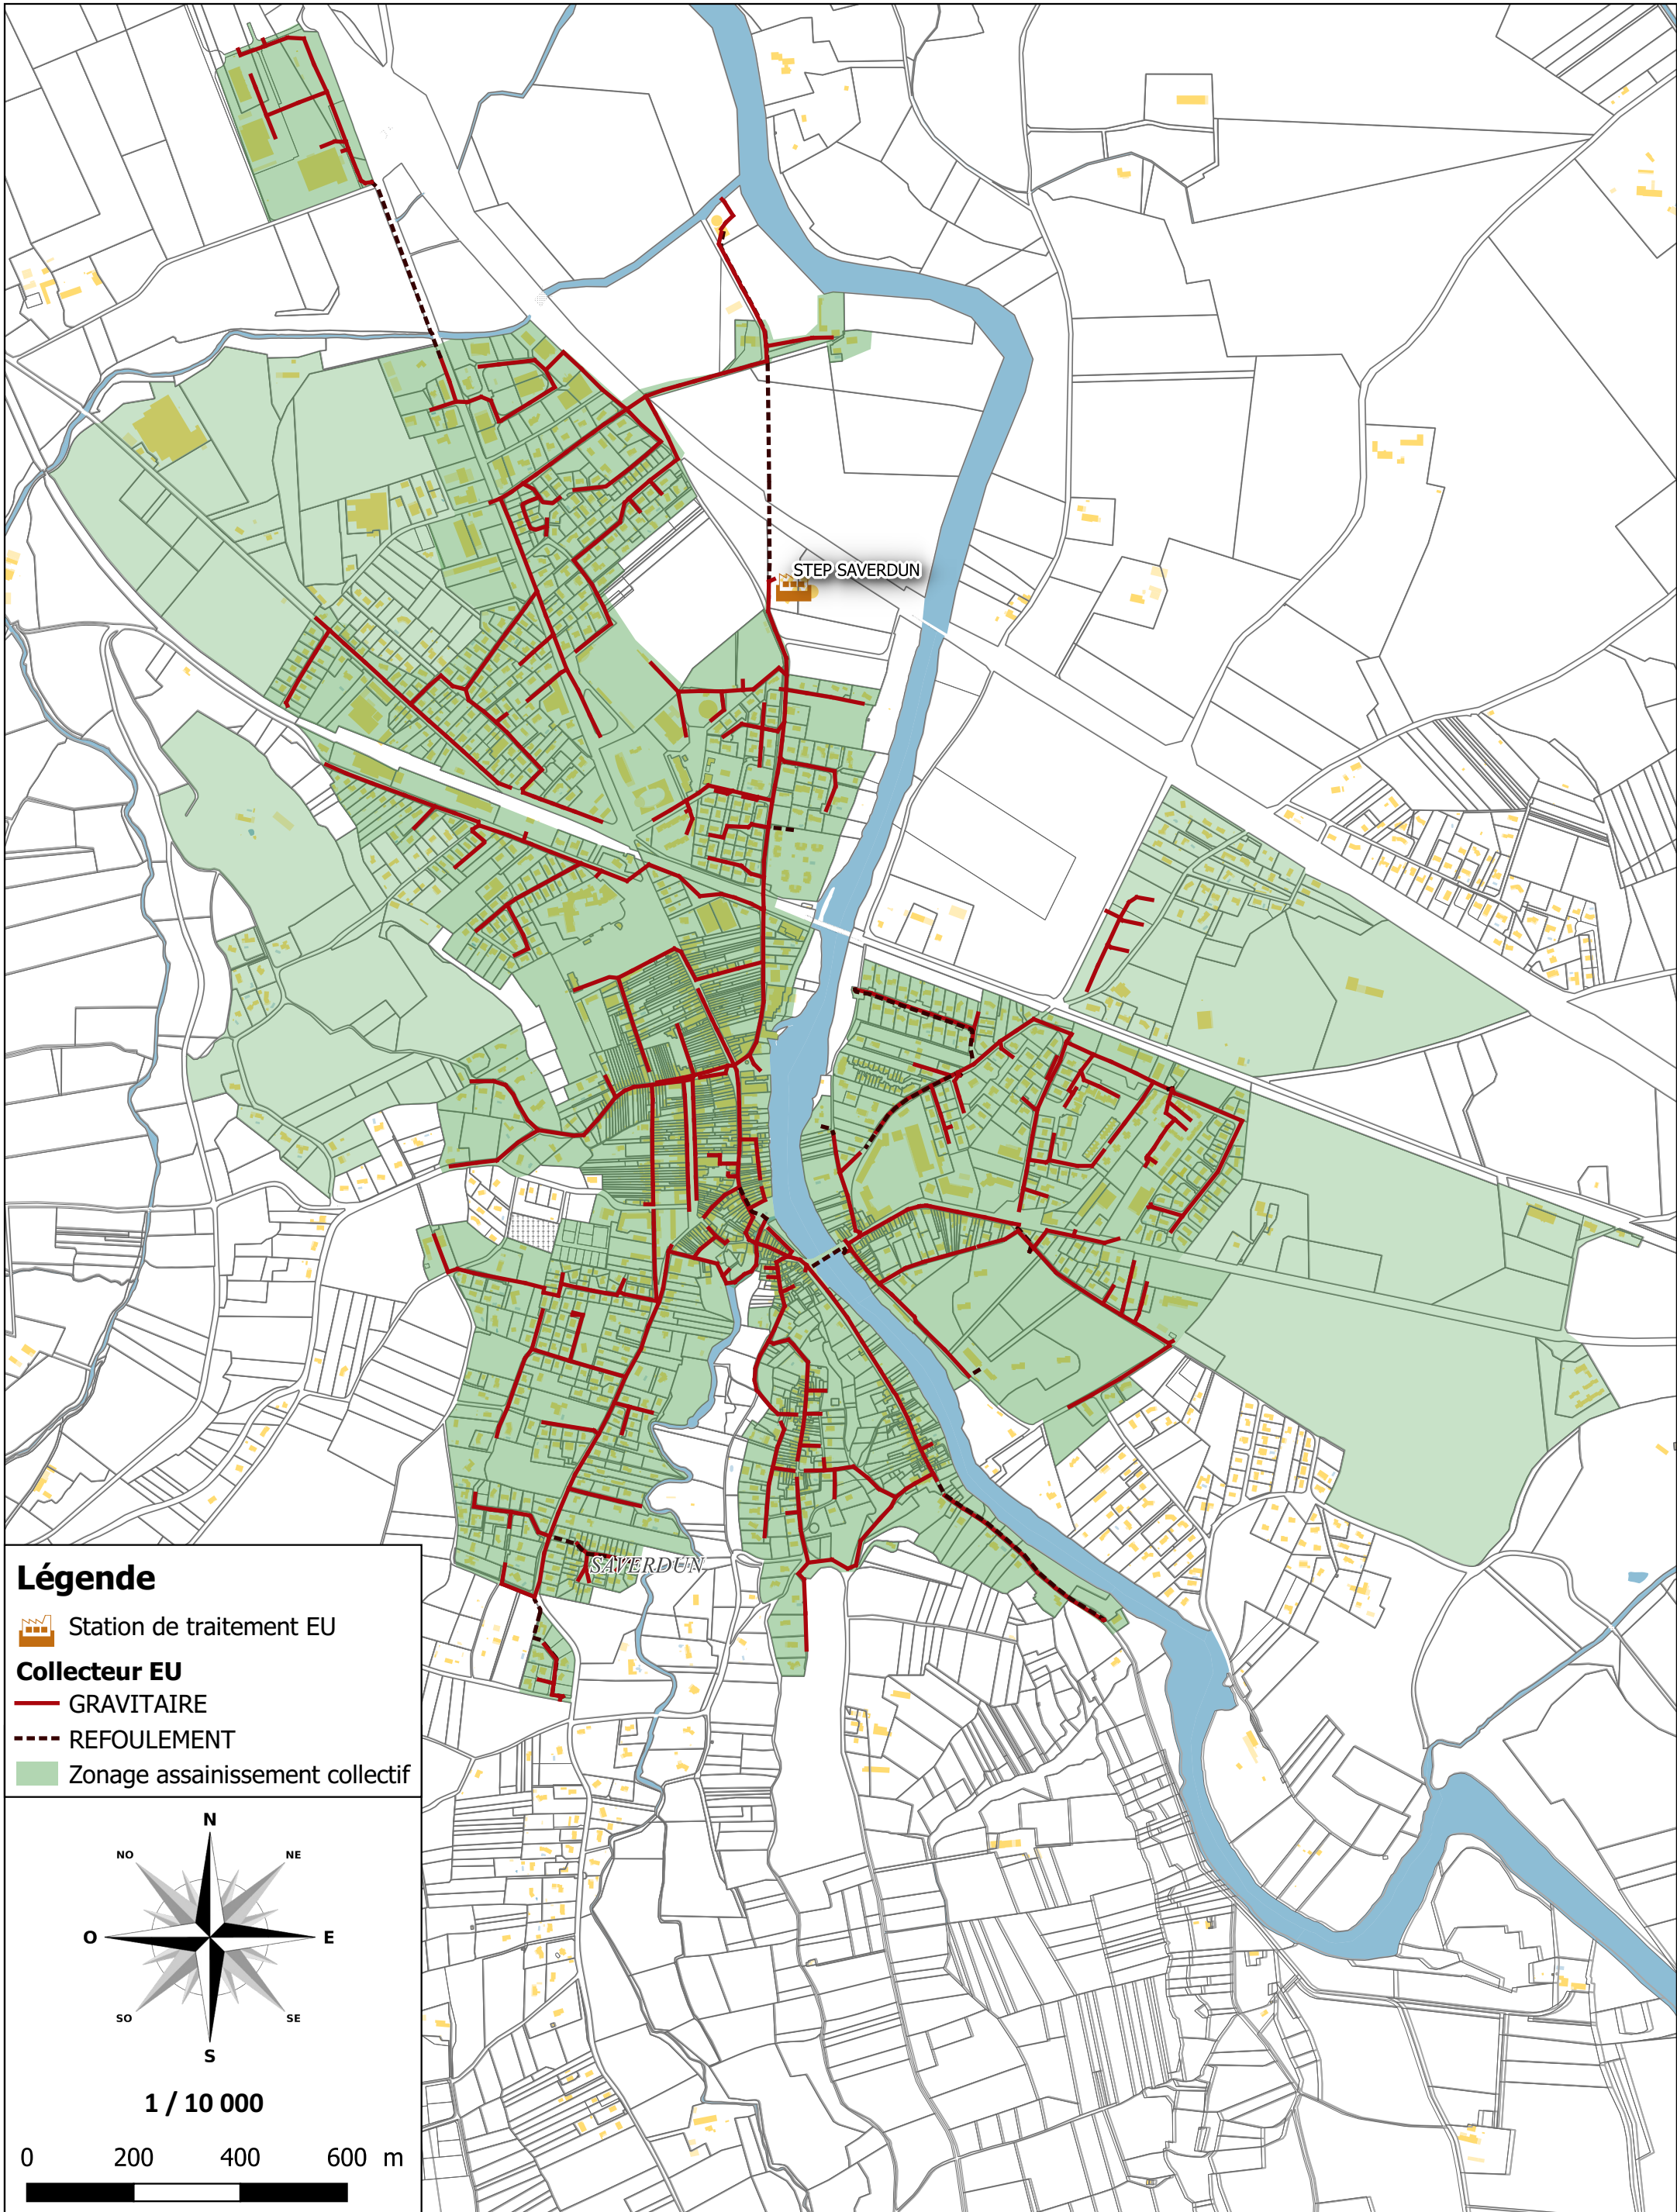 STEP SAVERDUN
SAVERDUN
Légende
Station de traitement EU
Collecteur EU
GRAVITAIRE
REFOULEMENT
Zonage assainissement collectif
N
NO NE
O E
SO SE
S
1 / 10 000
0 200 400 600 m